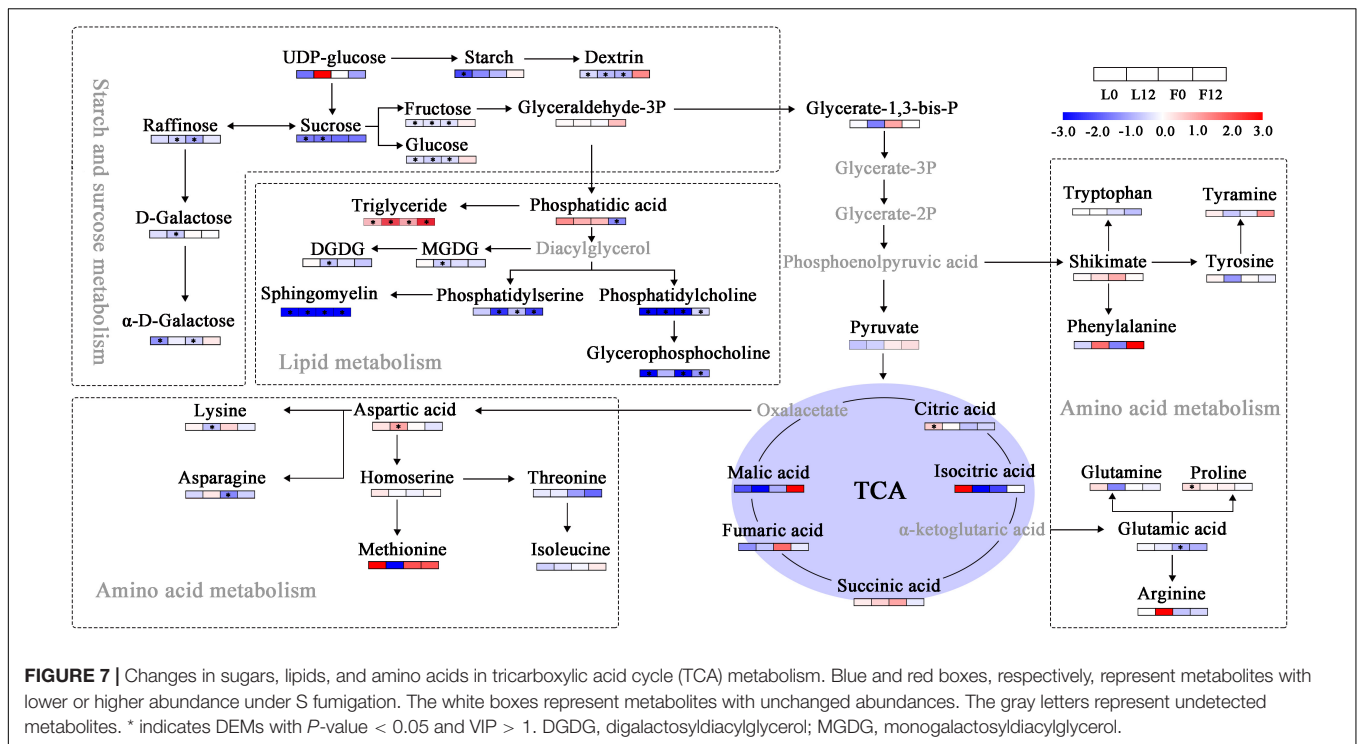 UDP-glucose
Starch
Dextrin
L0 L12 F0 F12
-3.0 -2.0 -1.0 0.0 1.0 3.0
Starch and surcose metabolism
Raffinose
Sucrose
Fructose
Glucose
Glyceraldehyde-3P
Glycerate-1,3-bis-P
Glycerate-3P
Glycerate-2P
Phosphoenolpyruvic acid
Pyruvate
D-Galactose
α-D-Galactose
Triglyceride
Phosphatidic acid
DGDG
MGDG
Diacylglycerol
Sphingomyelin
Phosphatidylserine
Phosphatidylcholine
Glycerophosphocholine
Lipid metabolism
Tryptophan
Tyramine
Shikimate
Tyrosine
Phenylalanine
Amino acid metabolism
Glutamine
Proline
Glutamic acid
Arginine
Lysine
Aspartic acid
Asparagine
Homoserine
Threonine
Methionine
Isoleucine
Amino acid metabolism
Oxalacetate
Citric acid
Malic acid
Isocitric acid
TCA
Fumaric acid
α-ketoglutaric acid
Succinic acid
FIGURE 7 | Changes in sugars, lipids, and amino acids in tricarboxylic acid cycle (TCA) metabolism. Blue and red boxes, respectively, represent metabolites with
lower or higher abundance under S fumigation. The white boxes represent metabolites with unchanged abundances. The gray letters represent undetected
metabolites. * indicates DEMs with P-value < 0.05 and VIP > 1. DGDG, digalactosyldiacylglycerol; MGDG, monogalactosyldiacylglycerol.